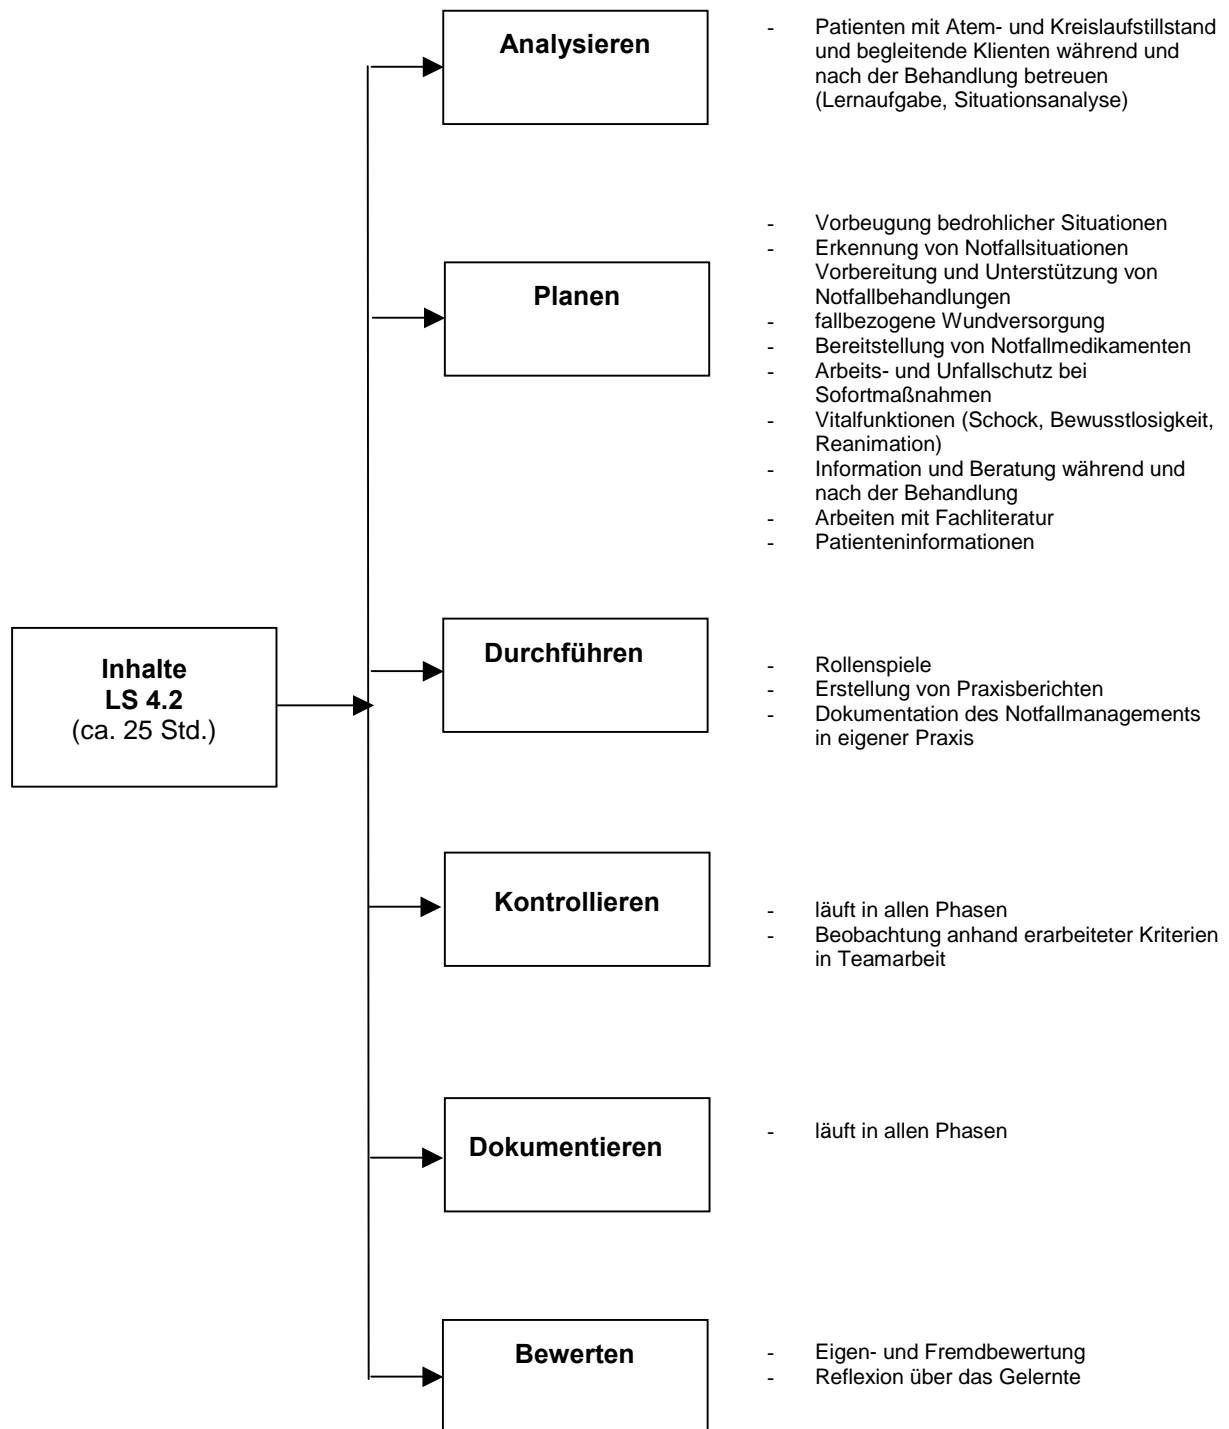 Analysieren
- Patienten mit Atem- und Kreislaufstillstand
und begleitende Klienten während und
nach der Behandlung betreuen
(Lernaufgabe, Situationsanalyse)
Planen
- Vorbeugung bedrohlicher Situationen
- Erkennung von Notfallsituationen
Vorbereitung und Unterstützung von
Notfallbehandlungen
- fallbezogene Wundversorgung
- Bereitstellung von Notfallmedikamenten
- Arbeits- und Unfallschutz bei
Sofortmaßnahmen
- Vitalfunktionen (Schock, Bewusstlosigkeit,
Reanimation)
- Information und Beratung während und
nach der Behandlung
- Arbeiten mit Fachliteratur
- Patienteninformationen
Inhalte
LS 4.2
(ca. 25 Std.)
Durchführen
- Rollenspiele
- Erstellung von Praxisberichten
- Dokumentation des Notfallmanagements
in eigener Praxis
Kontrollieren
- läuft in allen Phasen
- Beobachtung anhand erarbeiteter Kriterien
in Teamarbeit
Dokumentieren
- läuft in allen Phasen
Bewerten
- Eigen- und Fremdbewertung
- Reflexion über das Gelernte